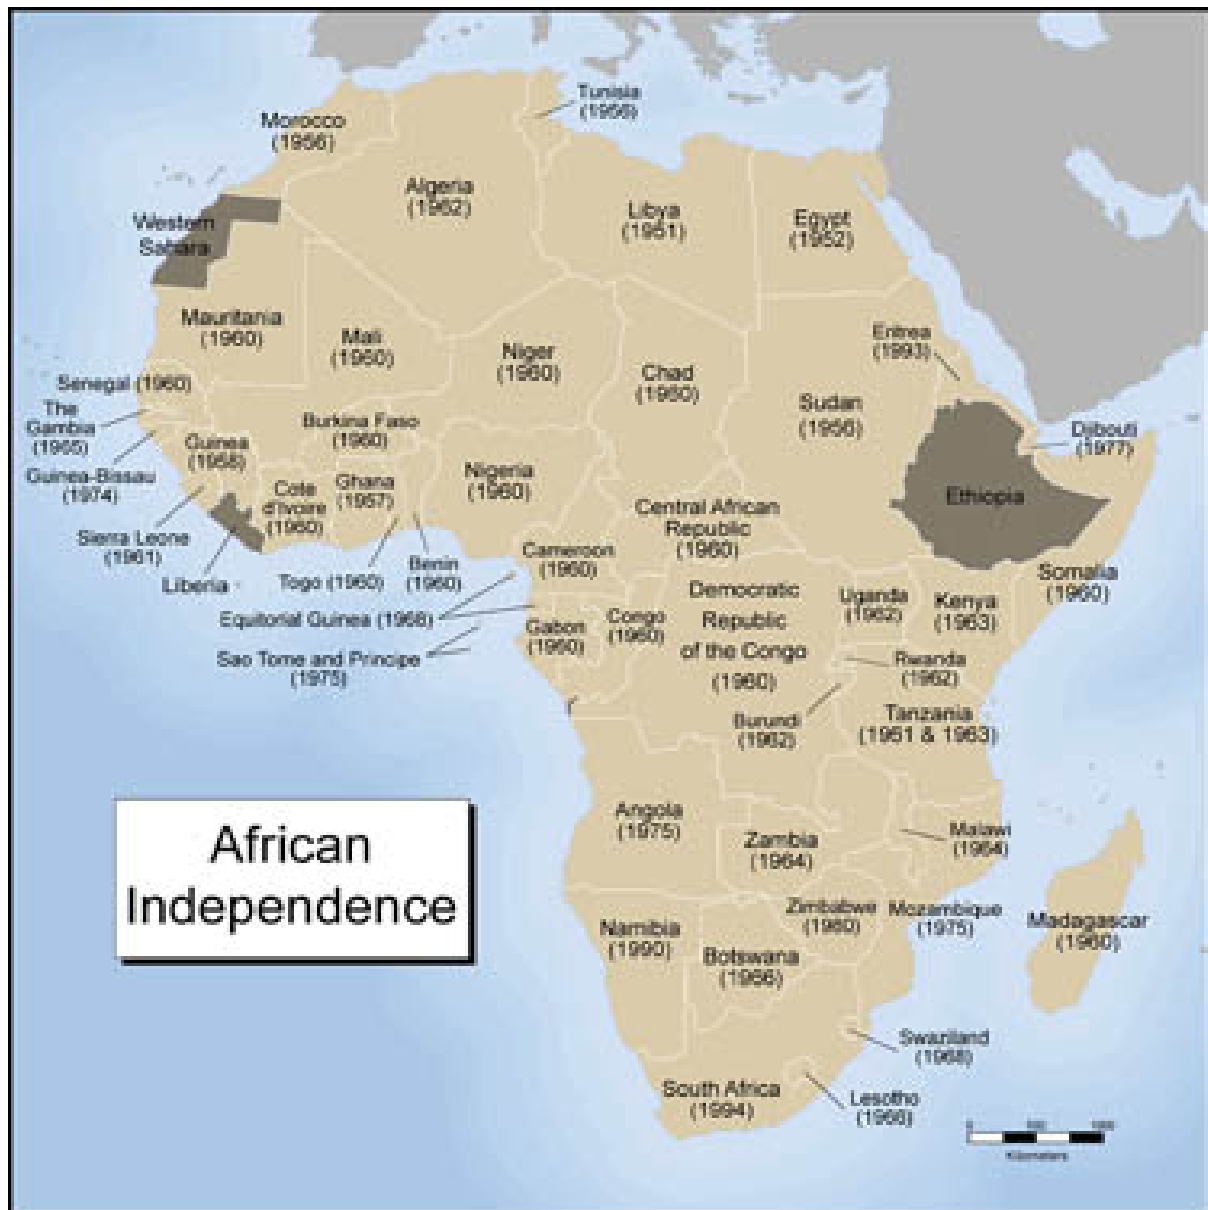 Tunisia
(1956)
Morocco
(1956)
Algeria
(1962)
Libya
(1951)
Egypt
(1952)
Western
Sahara
Mauritania
(1960)
Mali
(1960)
Niger
(1960)
Chad
(1960)
Sudan
(1956)
Eritrea
(1993)
Senegal (1960)
The
Gambia
(1965)
Guinea-Bissau
(1974)
Guinea
(1958)
Burkina Faso
(1960)
Cote
d'Ivoire
(1960)
Ghana
(1957)
Nigeria
(1960)
Djibouti
(1977)
Ethiopia
Central African
Republic
(1960)
Sierra Leone
(1961)
Liberia
Togo (1960)
Benin
(1960)
Cameroon
(1960)
Somalia
(1960)
Equitorial Guinea (1968)
Sao Tome and Principe
(1975)
Gabon
(1960)
Congo
(1960)
Democratic
Republic
of the Congo
(1960)
Uganda
(1962)
Kenya
(1963)
Rwanda
(1962)
Burundi
(1962)
Tanzania
(1961 & 1963)
African
Independence
Angola
(1975)
Zambia
(1964)
Malawi
(1964)
Zimbabwe
(1980)
Mozambique
(1975)
Madagascar
(1960)
Namibia
(1990)
Botswana
(1966)
Swaziland
(1968)
South Africa
(1994)
Lesotho
(1966)
0 500 1000
Kilometers